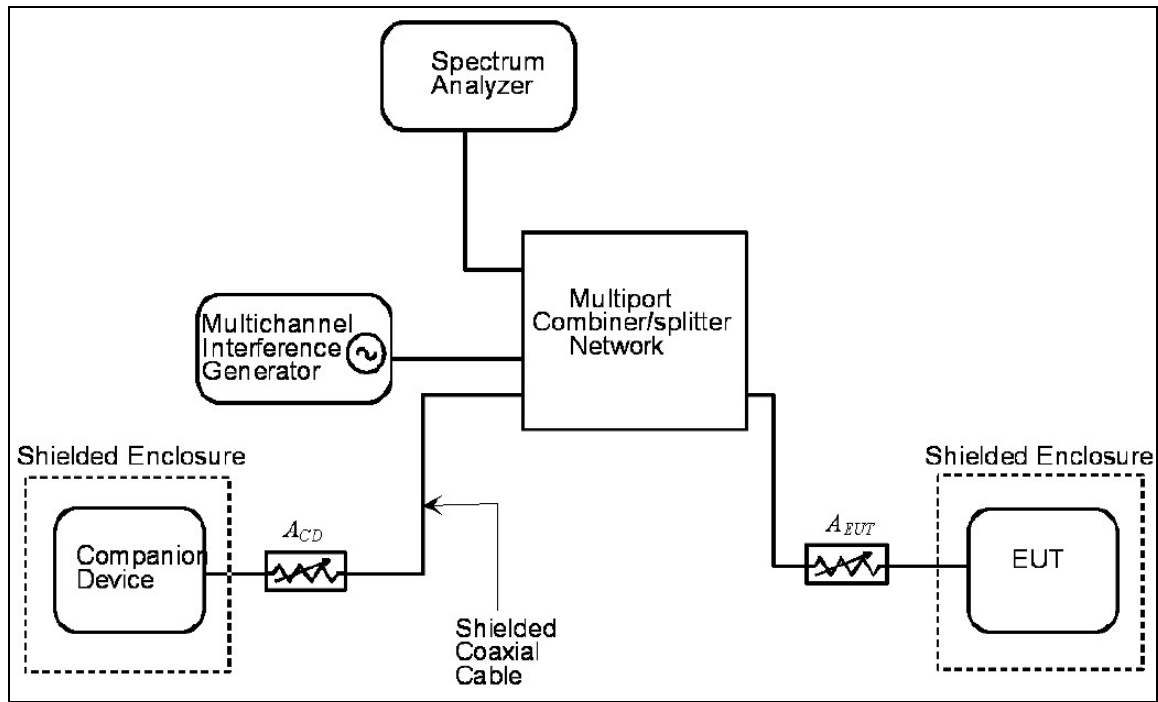 Spectrum
Analyzer
Multiport
Combiner/splitter
Network
Multichannel
Interference
Generator
Shielded Enclosure
Companion
Device
A_CD
Shielded
Coaxial
Cable
A_EUT
Shielded Enclosure
EUT